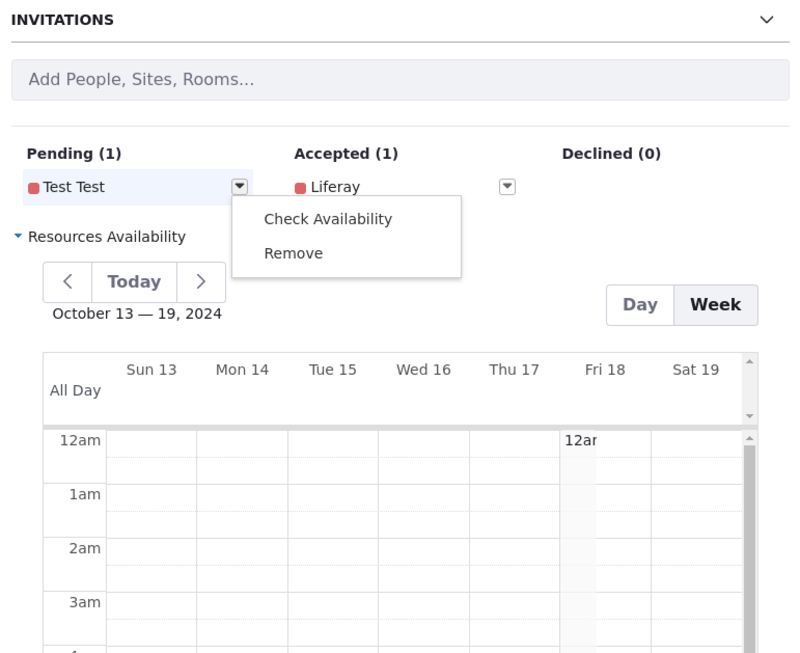 INVITATIONS
Add People, Sites, Rooms...
Pending (1) Accepted (1) Declined (0)
Test Test Liferay
Check Availability
Remove
Resources Availability
Today
October 13 — 19, 2024
Day Week
Sun 13 Mon 14 Tue 15 Wed 16 Thu 17 Fri 18 Sat 19
All Day
12am
1am
2am
3am